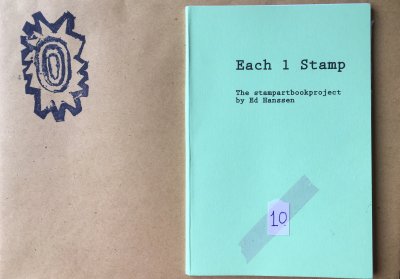 Each 1 Stamp
The stampartbookproject
by Ed Hanssen
10